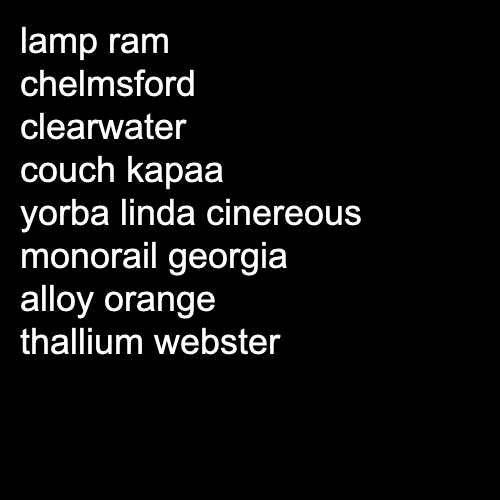 lamp ram
chelmsford
clearwater
couch kapaa
yorba linda cinereous
monorail georgia
alloy orange
thallium webster